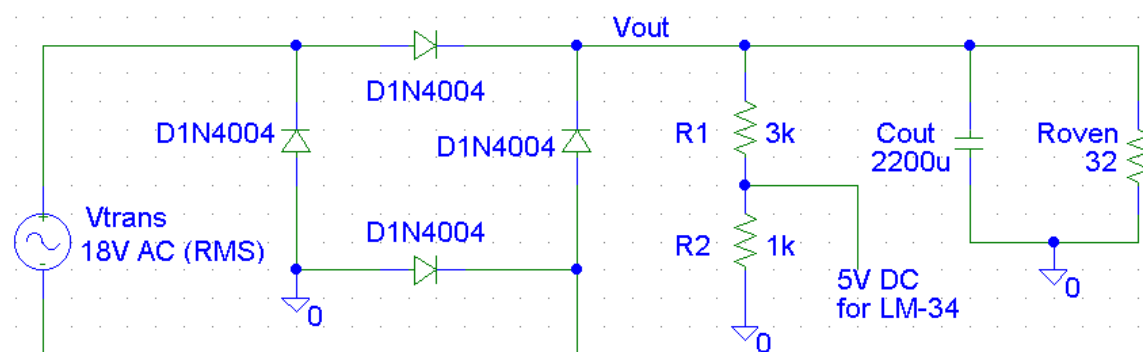 Vout
D1N4004
D1N4004
D1N4004
R1
3k
Cout
2200u
Roven
32
Vtrans
18V AC (RMS)
D1N4004
R2
1k
5V DC
for LM-34
0
0
0